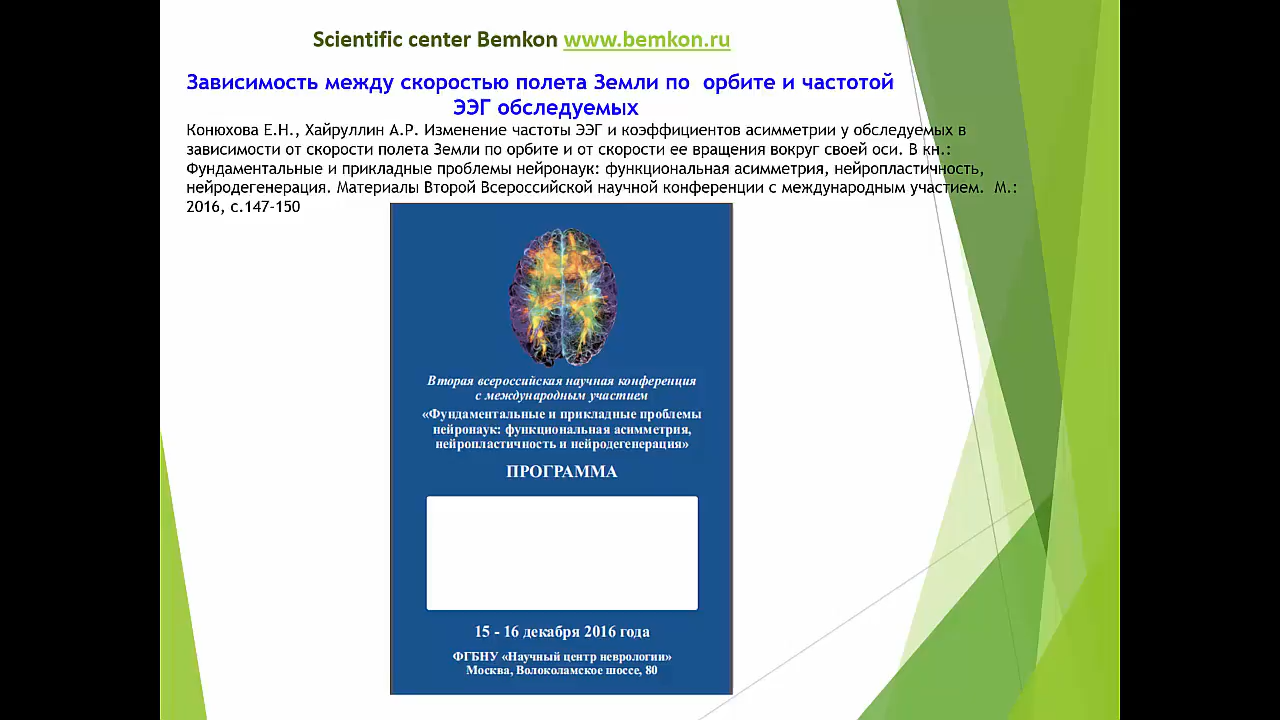 Scientific center Bemkon www.bemkon.ru
Зависимость между скоростью полета Земли по орбите и частотой
ЭЭГ обследуемых
Конюхова Е.Н., Хайруллин А.Р. Изменение частоты ЭЭГ и коэффициентов асимметрии у обследуемых в
зависимости от скорости полета Земли по орбите и от скорости ее вращения вокруг своей оси. В кн.:
Фундаментальные и прикладные проблемы нейронаук: функциональная асимметрия, нейропластичность,
нейродегенерация. Материалы Второй Всероссийской научной конференции с международным участием. М.:
2016, с.147-150
Вторая всероссийская научная конференция
с международным участием
«Фундаментальные и прикладные проблемы
нейронаук: функциональная асимметрия,
нейропластичность и нейродегенерация»
ПРОГРАММА
15 - 16 декабря 2016 года
ФГБНУ «Научный центр неврологии»
Москва, Волоколамское шоссе, 80